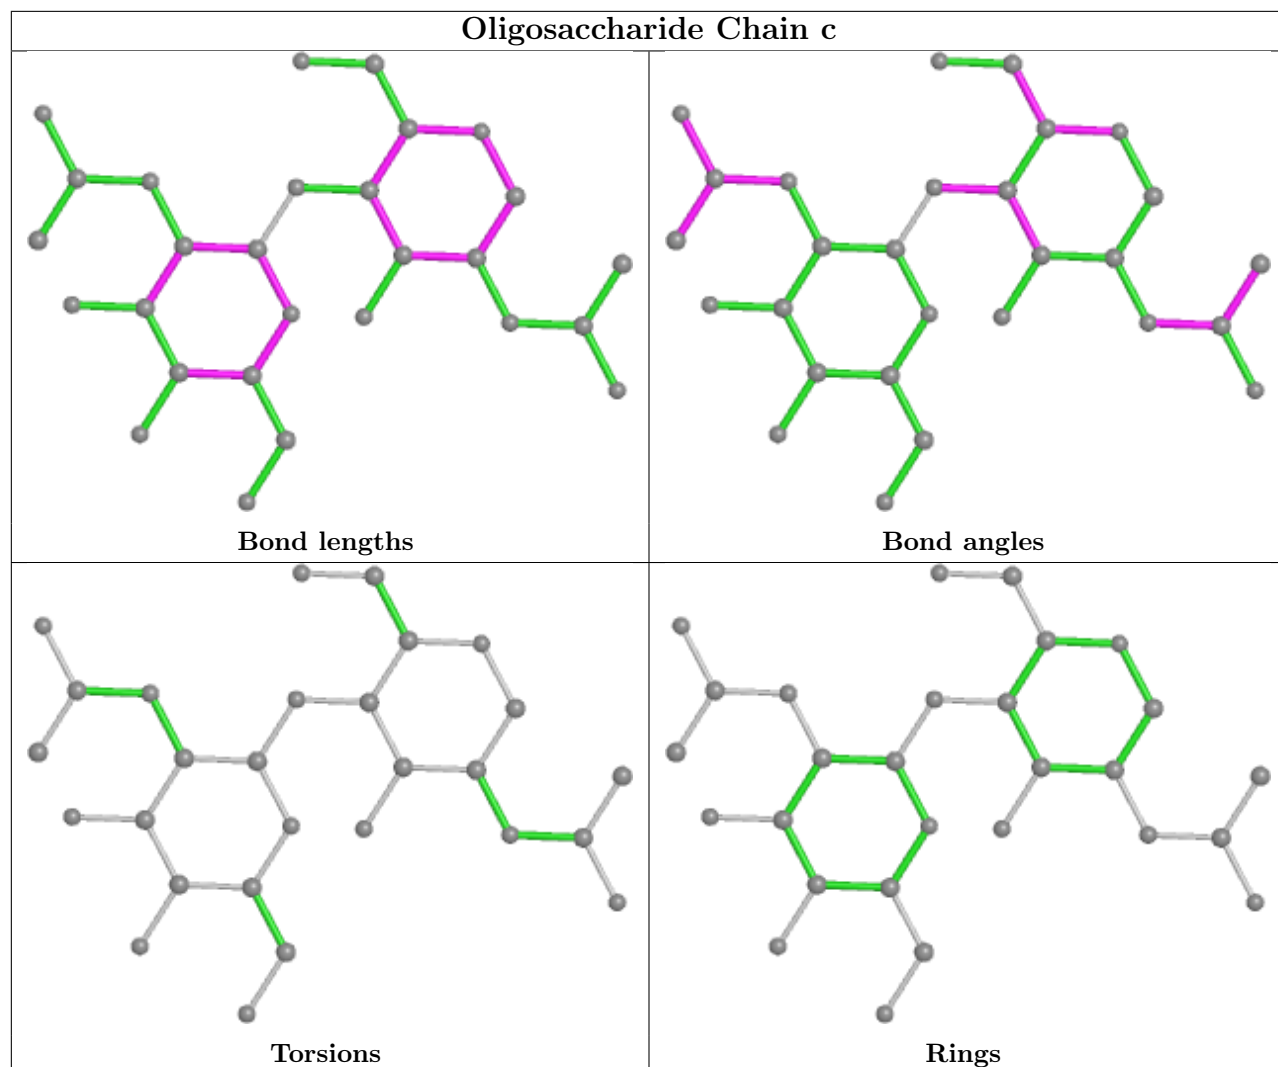 Oligosaccharide Chain c
Bond lengths
Bond angles
Torsions
Rings